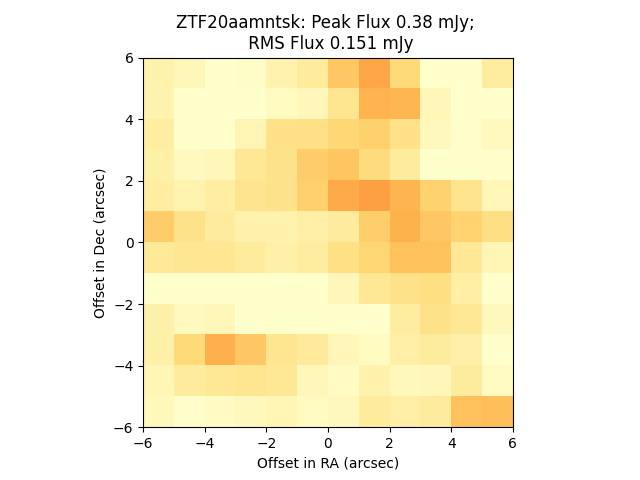 ZTF20aamntsk: Peak Flux 0.38 mJy;
RMS Flux 0.151 mJy
6
4
2
0
−2
−4
−6
Offset in Dec (arcsec)
−6 −4 −2 0 2 4 6
Offset in RA (arcsec)